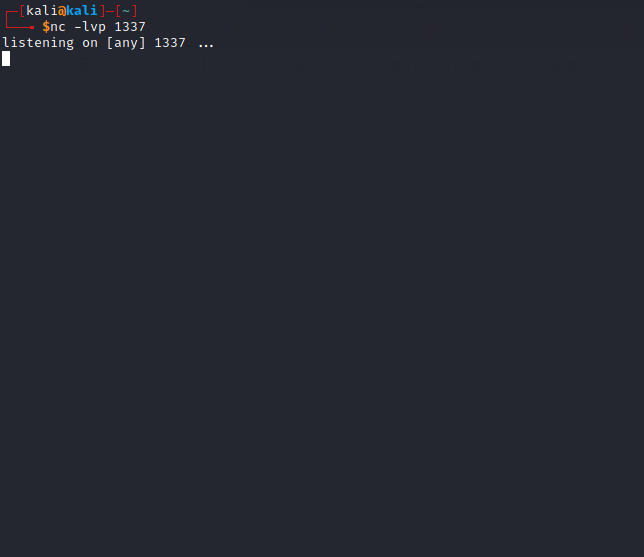 ┌─[kali@kali]─[~]
└──╼ $nc -lvp 1337
listening on [any] 1337 ...